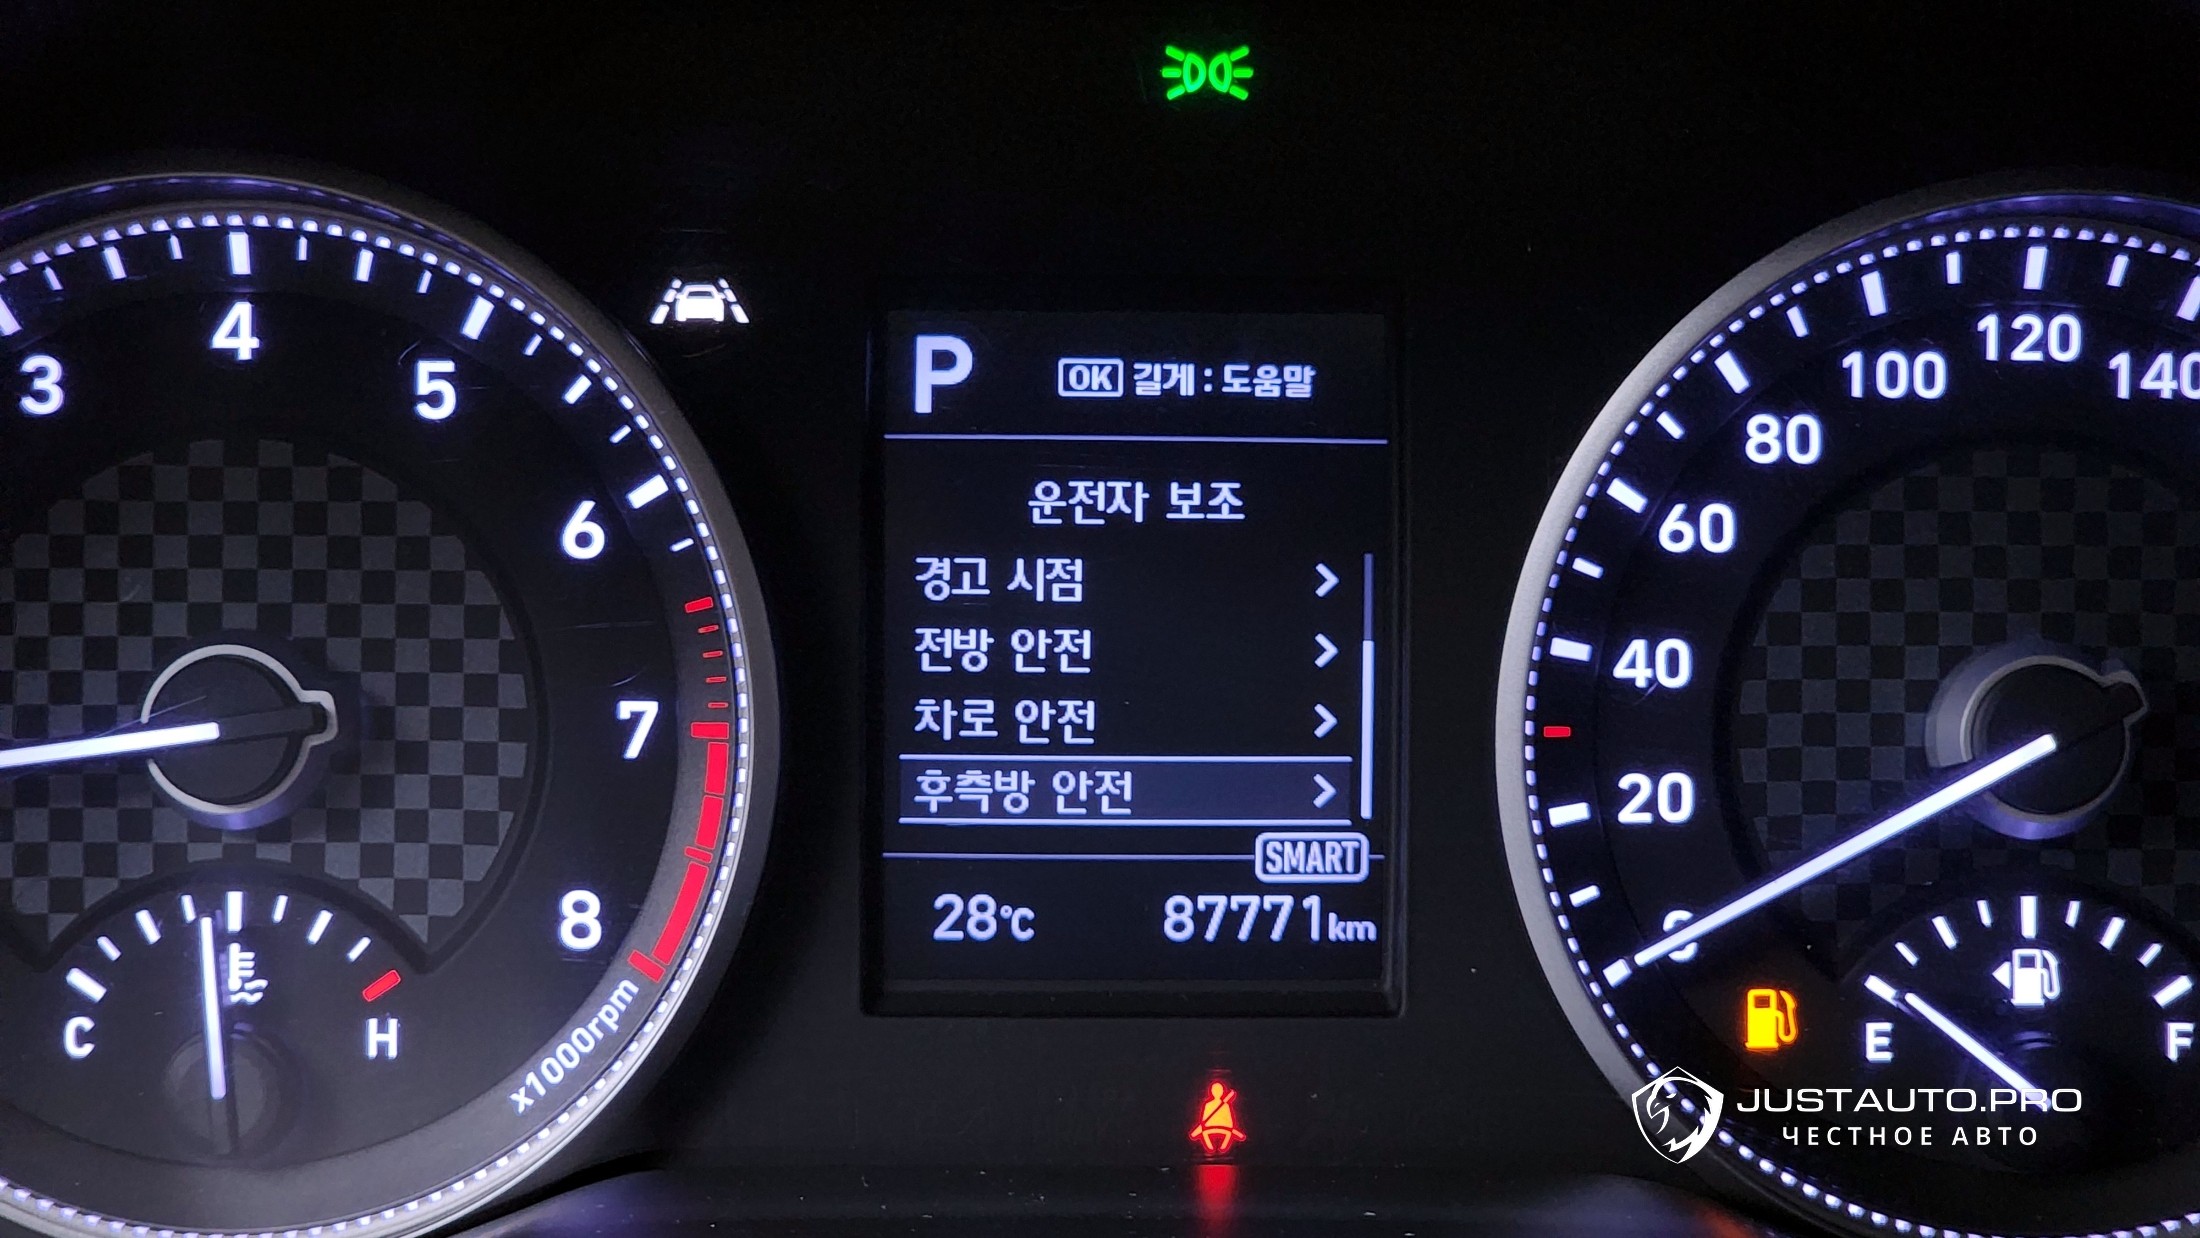 3
4
5
6
7
8
x1000rpm
C
H
P
OK 길게 : 도움말
운전자 보조
경고 시점
전방 안전
차로 안전
후측방 안전
SMART
28°C
87771km
0
20
40
60
80
100
120
140
E
F
JUSTAUTO.PRO
ЧЕСТНОЕ АВТО